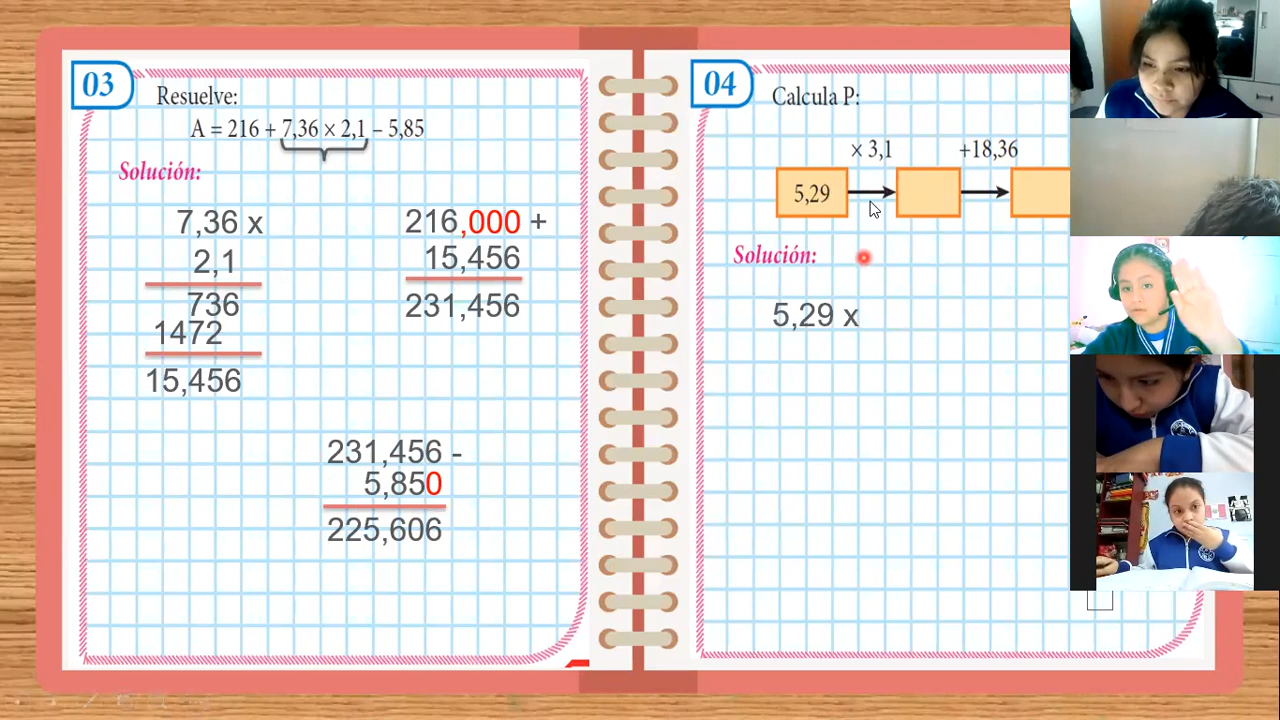 03
Resuelve:
A = 216 + 7,36 × 2,1 – 5,85
Solución:
7,36 x
2,1
736
1472
15,456
216,000 +
15,456
231,456
231,456 -
5,850
225,606
04
Calcula P:
× 3,1
+18,36
5,29
Solución:
5,29 x